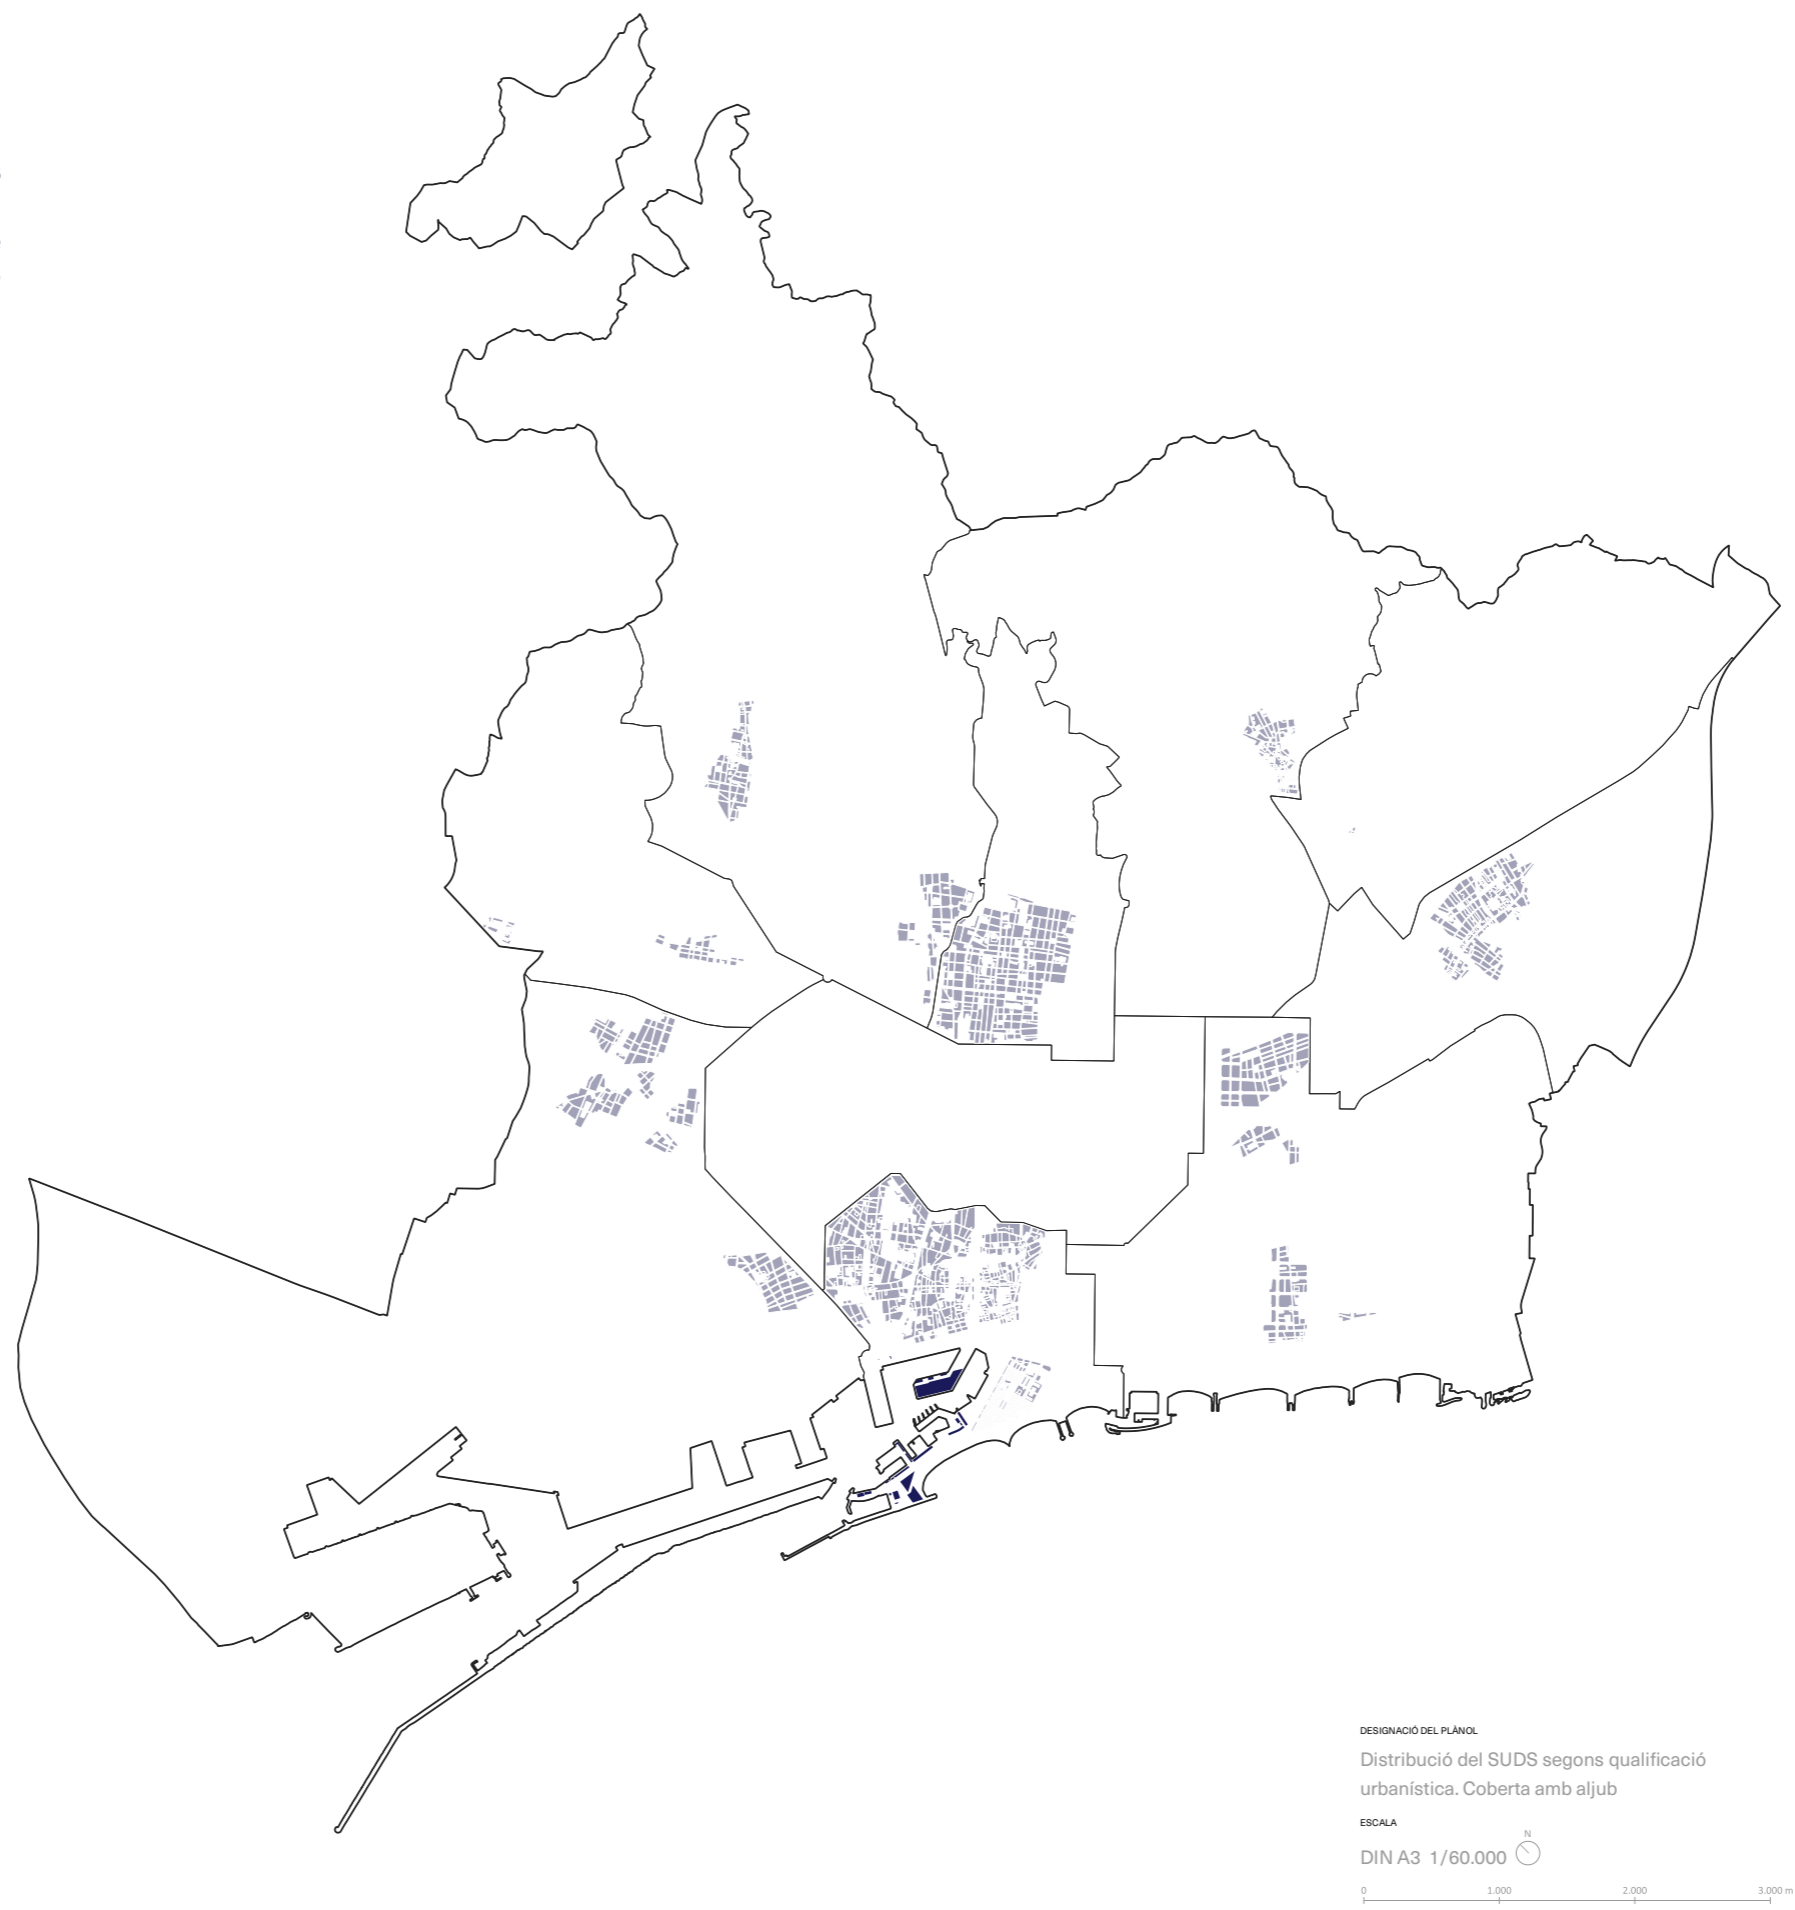 DESIGNACIÓ DEL PLÀNOL
Distribució del SUDS segons qualificació
urbanística. Coberta amb aljub
ESCALA
N
DIN A3 1/60.000
0 1.000 2.000 3.000 m